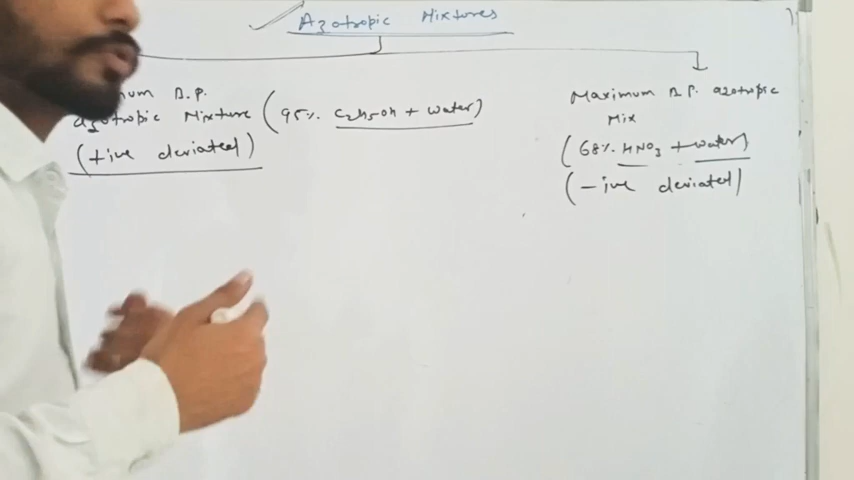 Azotropic Mixtures
num B.P.
azotropic Mixture (95% C2H5OH + water)
(+ive deviated)
Maximum B.P. azotropic
Mix
(68% HNO3 + water)
(-ive deviated)